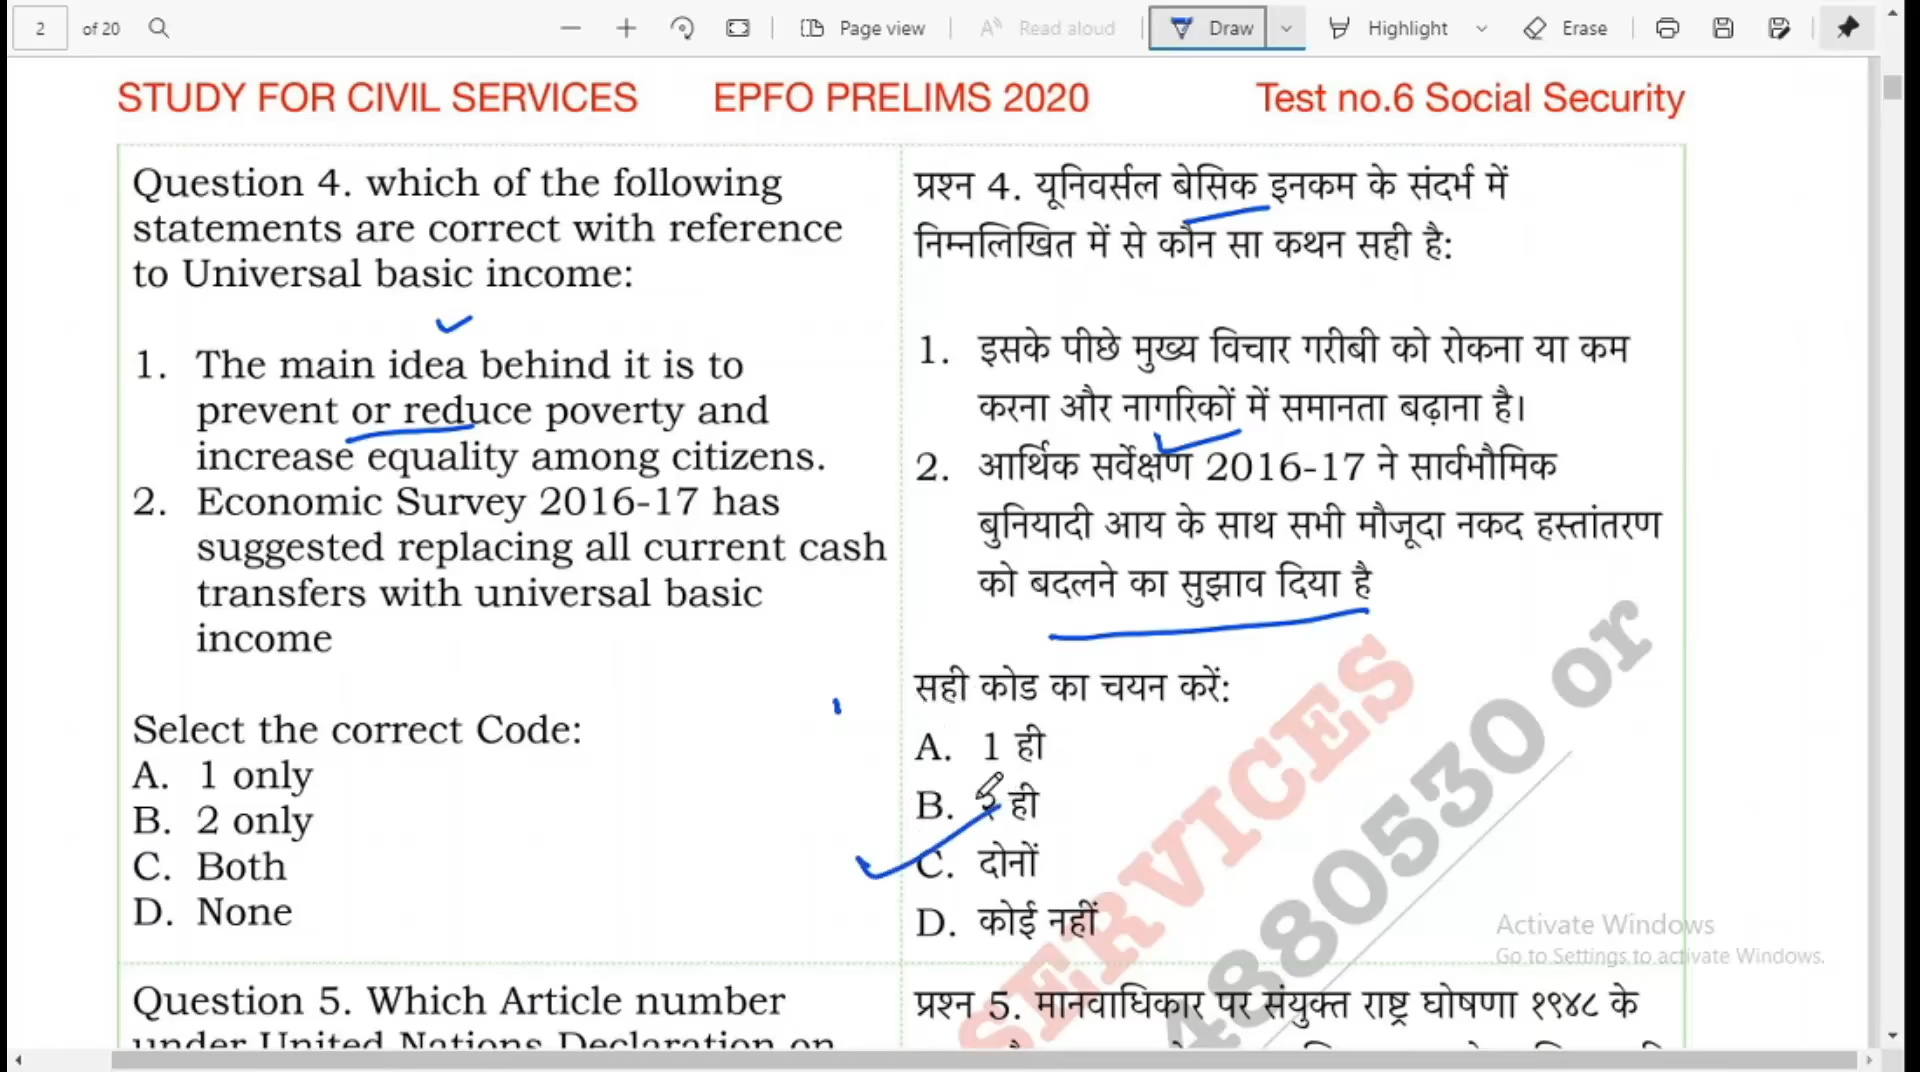 2 of 20 Page view Read aloud Draw Highlight Erase
STUDY FOR CIVIL SERVICES EPFO PRELIMS 2020 Test no.6 Social Security
Question 4. which of the following
statements are correct with reference
to Universal basic income:
1. The main idea behind it is to
prevent or reduce poverty and
increase equality among citizens.
2. Economic Survey 2016-17 has
suggested replacing all current cash
transfers with universal basic
income
Select the correct Code:
A. 1 only
B. 2 only
C. Both
D. None
प्रश्न 4. यूनिवर्सल बेसिक इनकम के संदर्भ में
निम्नलिखित में से कौन सा कथन सही है:
1. इसके पीछे मुख्य विचार गरीबी को रोकना या कम
करना और नागरिकों में समानता बढ़ाना है।
2. आर्थिक सर्वेक्षण 2016-17 ने सार्वभौमिक
बुनियादी आय के साथ सभी मौजूदा नकद हस्तांतरण
को बदलने का सुझाव दिया है
सही कोड का चयन करें:
A. 1 ही
B. २ ही
C. दोनों
D. कोई नहीं
Question 5. Which Article number
under United Nations Declaration on
प्रश्न 5. मानवाधिकार पर संयुक्त राष्ट्र घोषणा १९४८ के
SERVICES
4880530 or
Activate Windows
Go to Settings to activate Windows.